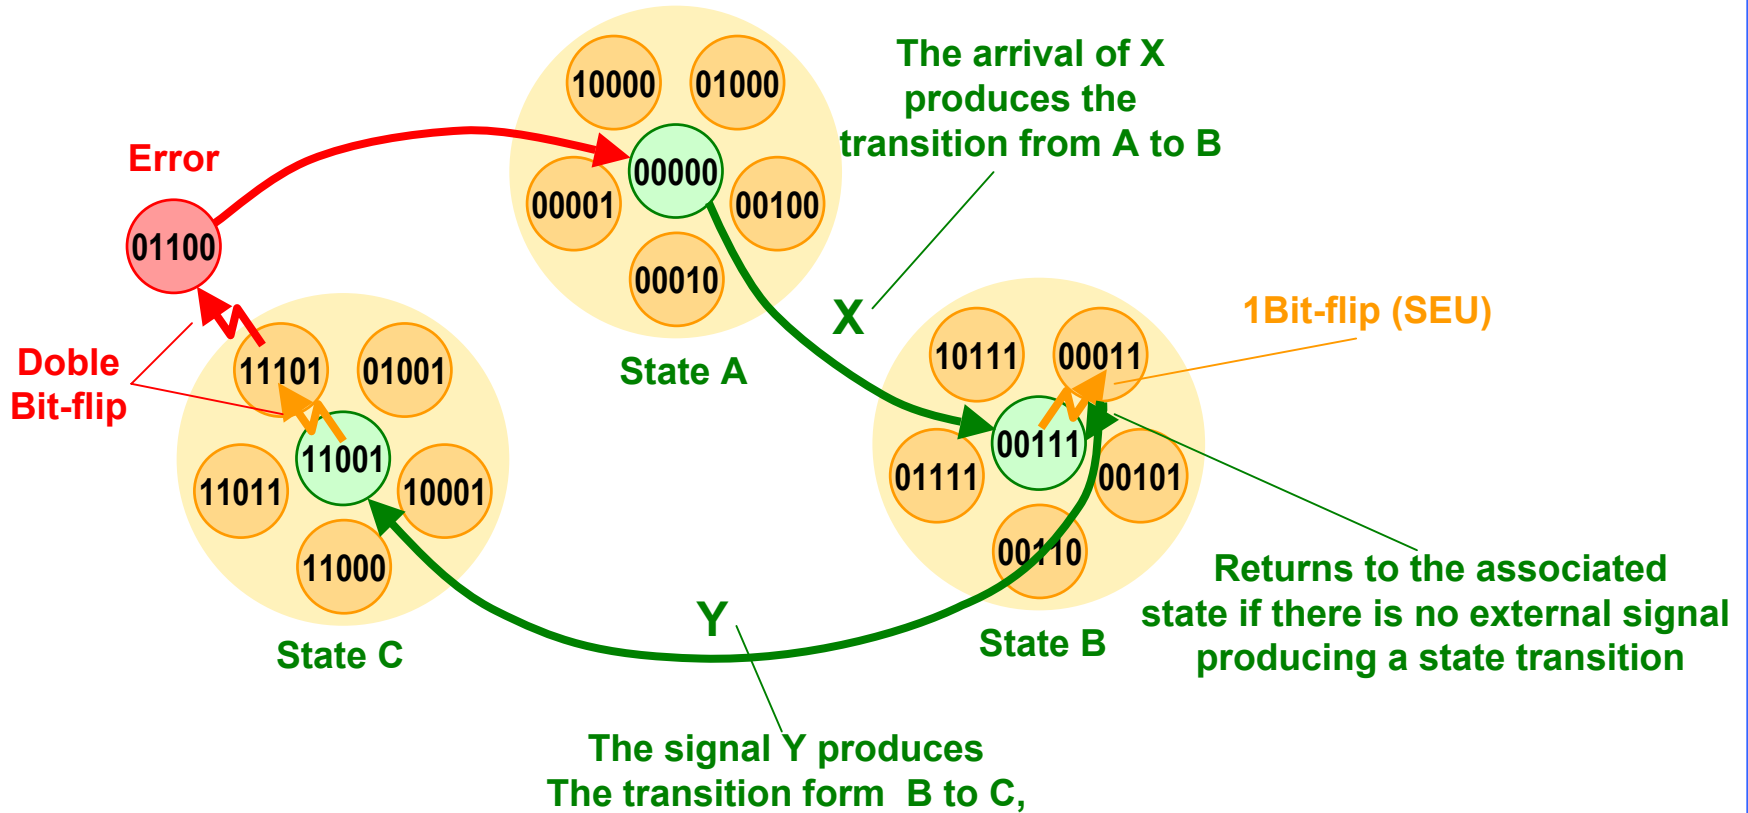 The arrival of X
produces the
transition from A to B
10000
01000
00000
00001
00100
00010
State A
Error
01100
X
1Bit-flip (SEU)
Doble
Bit-flip
11101
01001
11001
11011
10001
11000
State C
10111
00011
00111
01111
00101
00110
State B
Y
Returns to the associated
state if there is no external signal
producing a state transition
The signal Y produces
The transition form B to C,